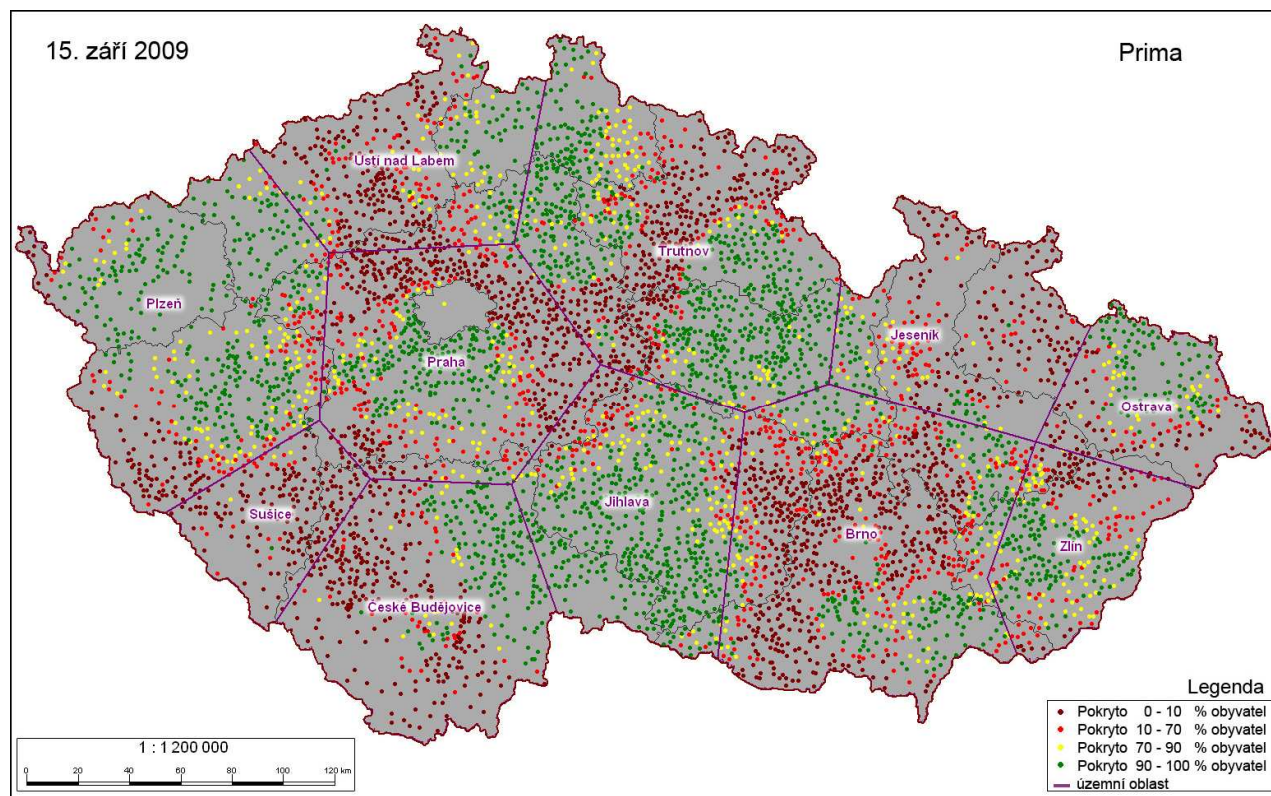 15. září 2009
Prima
Ústí nad Labem
Trutnov
Plzeň
Jeseník
Praha
Ostrava
Jihlava
Sušice
Brno
Zlín
České Budějovice
Legenda
Pokryto 0 - 10 % obyvatel
Pokryto 10 - 70 % obyvatel
Pokryto 70 - 90 % obyvatel
Pokryto 90 - 100 % obyvatel
územní oblast
1 : 1 200 000
0 20 40 60 80 100 120 km